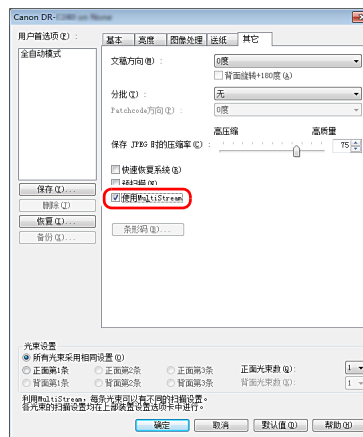 Canon DR-
用户首选项(P) :
全自动模式
保存(I)...
删除(J)
恢复(L)...
备份(K)...
基本 亮度 图像处理 送纸 其它
文稿方向(M) : 0度
背面旋转+180度(A)
分批(T) : 无
Patchcode方向(P) : 0度
高压缩 高质量
保存 JPEG 时的压缩率(C) : 75
快速恢复系统(R)
预扫描(N)
使用MultiStream
条形码(B)...
光束设置
所有光束采用相同设置(O)
正面第1条 正面第2条 正面第3条 正面光束数(Q): 1
背面第1条 背面第2条 背面第3条 背面光束数(X): 1
利用MultiStream，每条光束可以有不同的扫描设置。
各光束的扫描设置均在上部装置设置选项卡中进行。
确定 取消 默认值(D) 帮助(H)